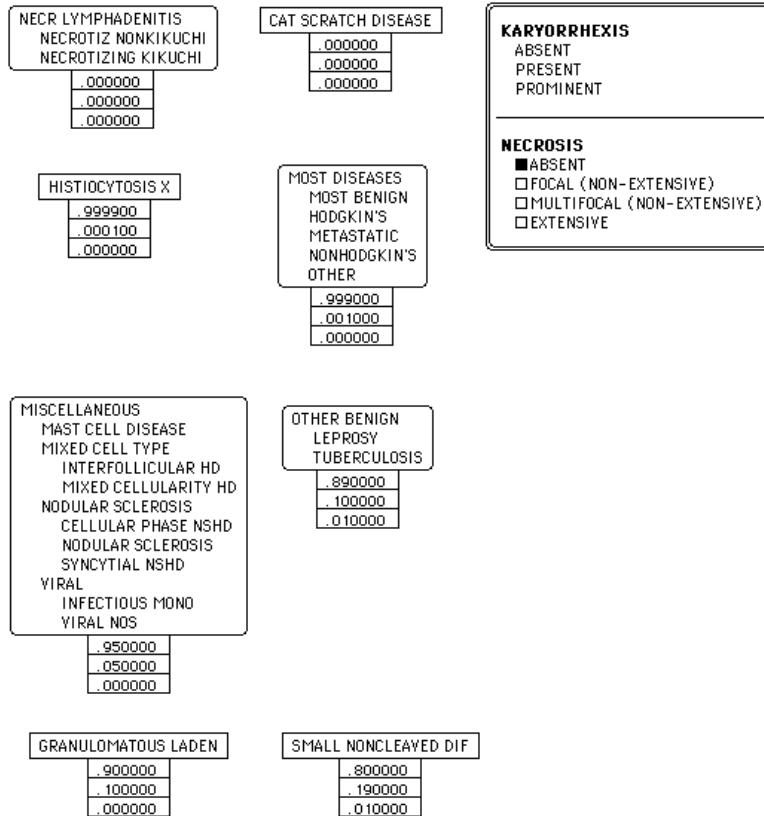 NECR LYMPHADENITIS
NECROTIZ NONKIKUCHI
NECROTIZING KIKUCHI
.000000
.000000
.000000
CAT SCRATCH DISEASE
.000000
.000000
.000000
KARYORRHEXIS
ABSENT
PRESENT
PROMINENT
NECROSIS
ABSENT
FOCAL (NON-EXTENSIVE)
MULTIFOCAL (NON-EXTENSIVE)
EXTENSIVE
HISTIOCYTOSIS X
.999900
.000100
.000000
MOST DISEASES
MOST BENIGN
HODGKIN'S
METASTATIC
NONHODGKIN'S
OTHER
.999000
.001000
.000000
MISCELLANEOUS
MAST CELL DISEASE
MIXED CELL TYPE
INTERFOLLICULAR HD
MIXED CELLULARITY HD
NODULAR SCLEROSIS
CELLULAR PHASE NSHD
NODULAR SCLEROSIS
SYNCYTIAL NSHD
VIRAL
INFECTIOUS MONO
VIRAL NOS
.950000
.050000
.000000
OTHER BENIGN
LEPROSY
TUBERCULOSIS
.890000
.100000
.010000
GRANULOMATOUS LADEN
.900000
.100000
.000000
SMALL NONCLEAVED DIF
.800000
.190000
.010000